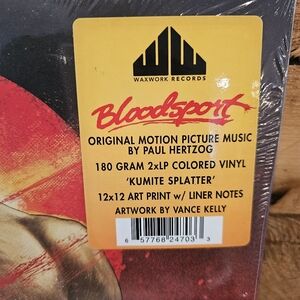 WAXWORK RECORDS
Bloodsport
ORIGINAL MOTION PICTURE MUSIC
BY PAUL HERTZOG
180 GRAM 2xLP COLORED VINYL
'KUMITE SPLATTER'
12x12 ART PRINT w/ LINER NOTES
ARTWORK BY VANCE KELLY
6 57768 24703 3